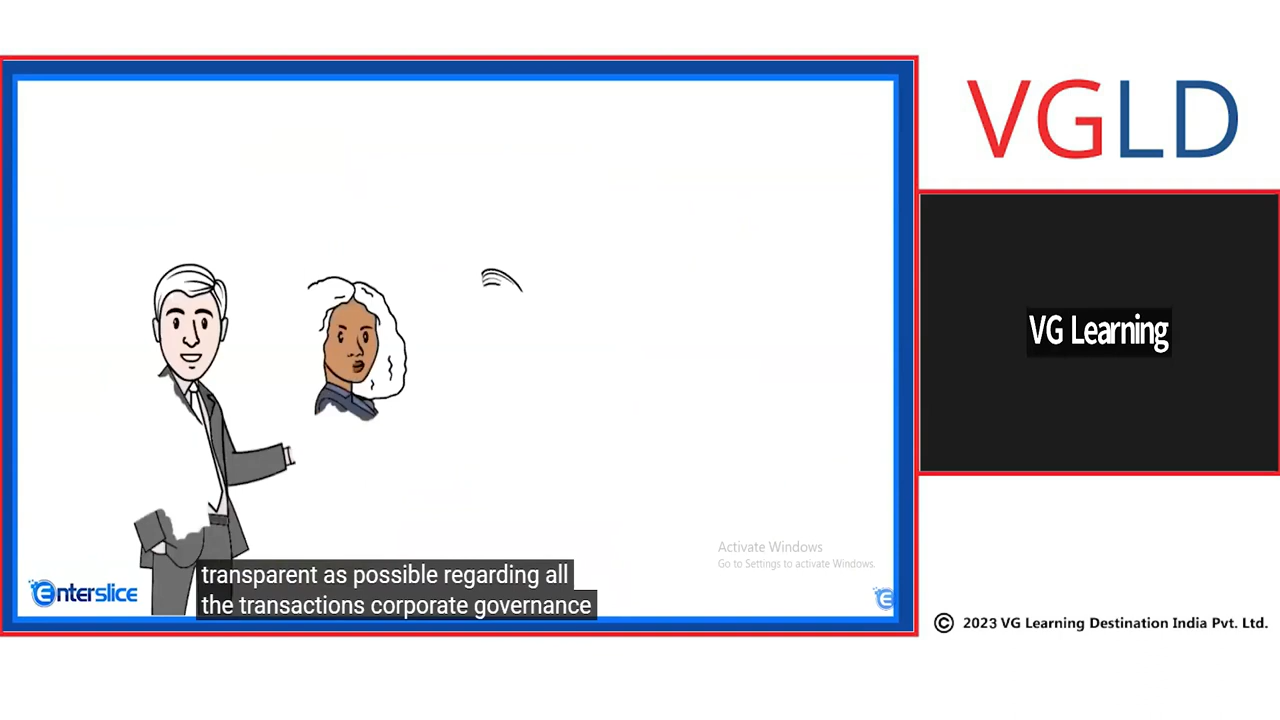 VGLD
VG Learning
Activate Windows
Go to Settings to activate Windows.
enterslice
transparent as possible regarding all
the transactions corporate governance
e
© 2023 VG Learning Destination India Pvt. Ltd.